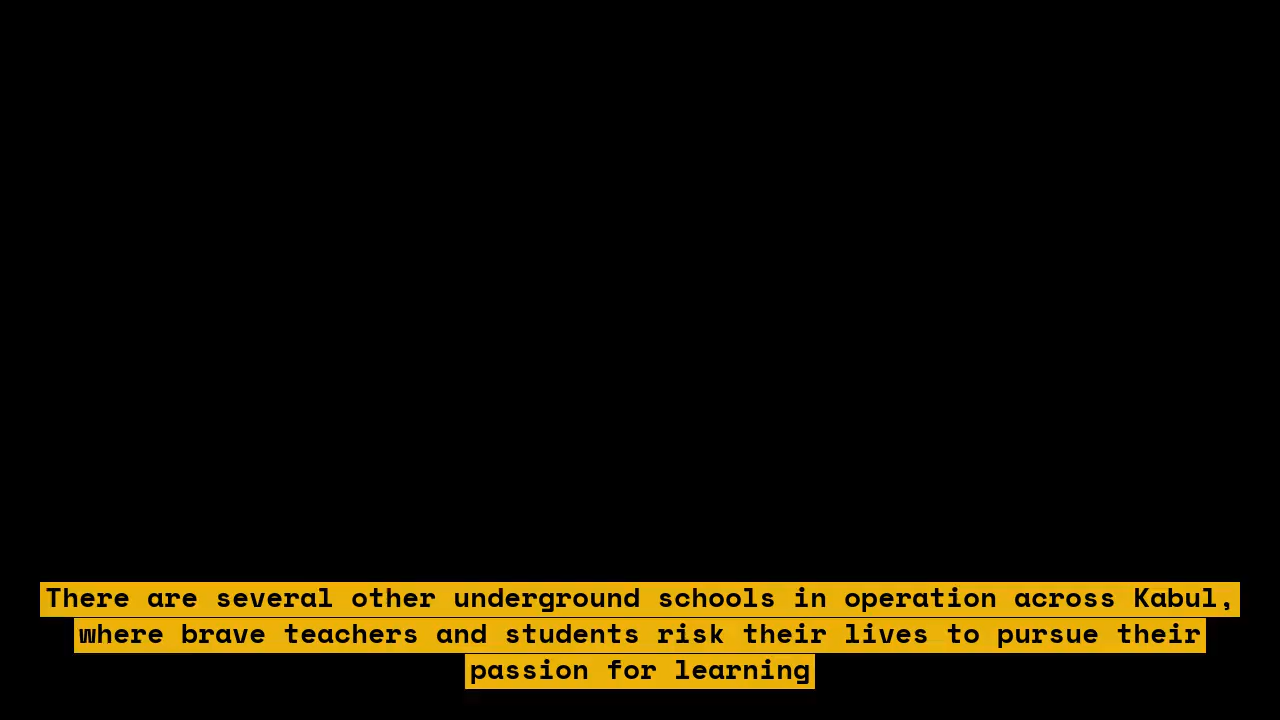 There are several other underground schools in operation across Kabul,
where brave teachers and students risk their lives to pursue their
passion for learning